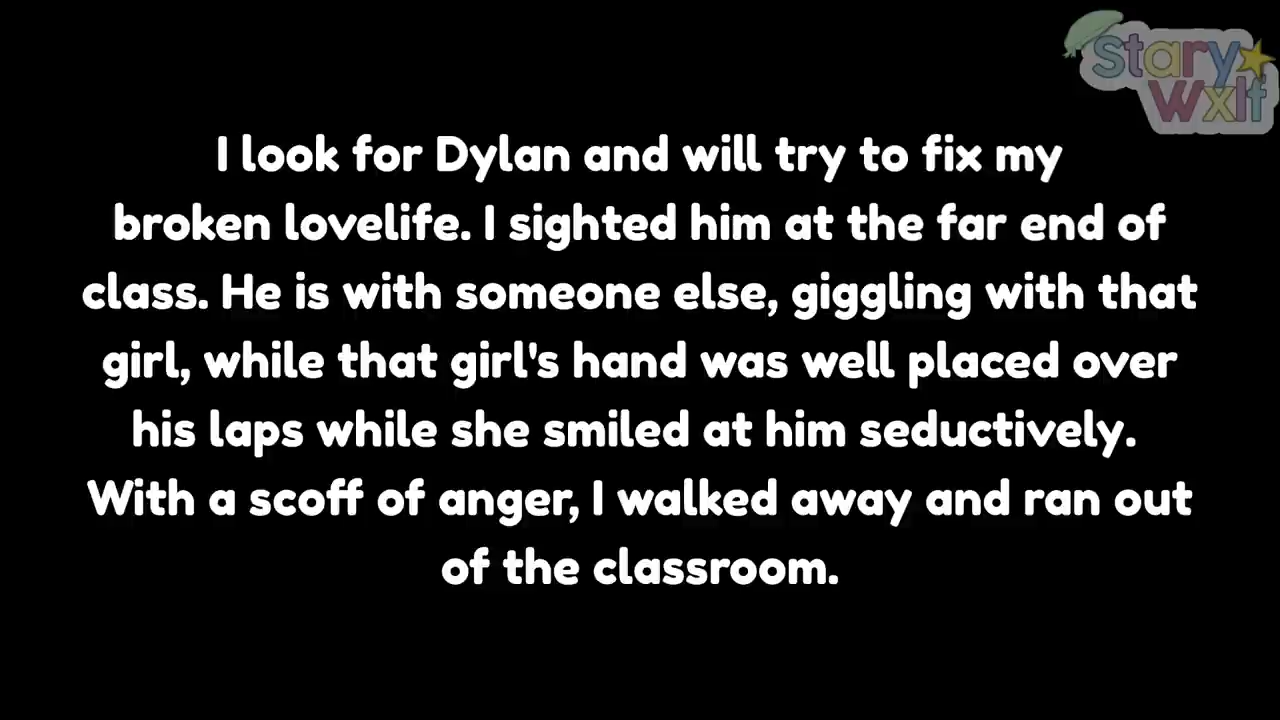 Stary
Wxlf
I look for Dylan and will try to fix my
broken lovelife. I sighted him at the far end of
class. He is with someone else, giggling with that
girl, while that girl's hand was well placed over
his laps while she smiled at him seductively.
With a scoff of anger, I walked away and ran out
of the classroom.